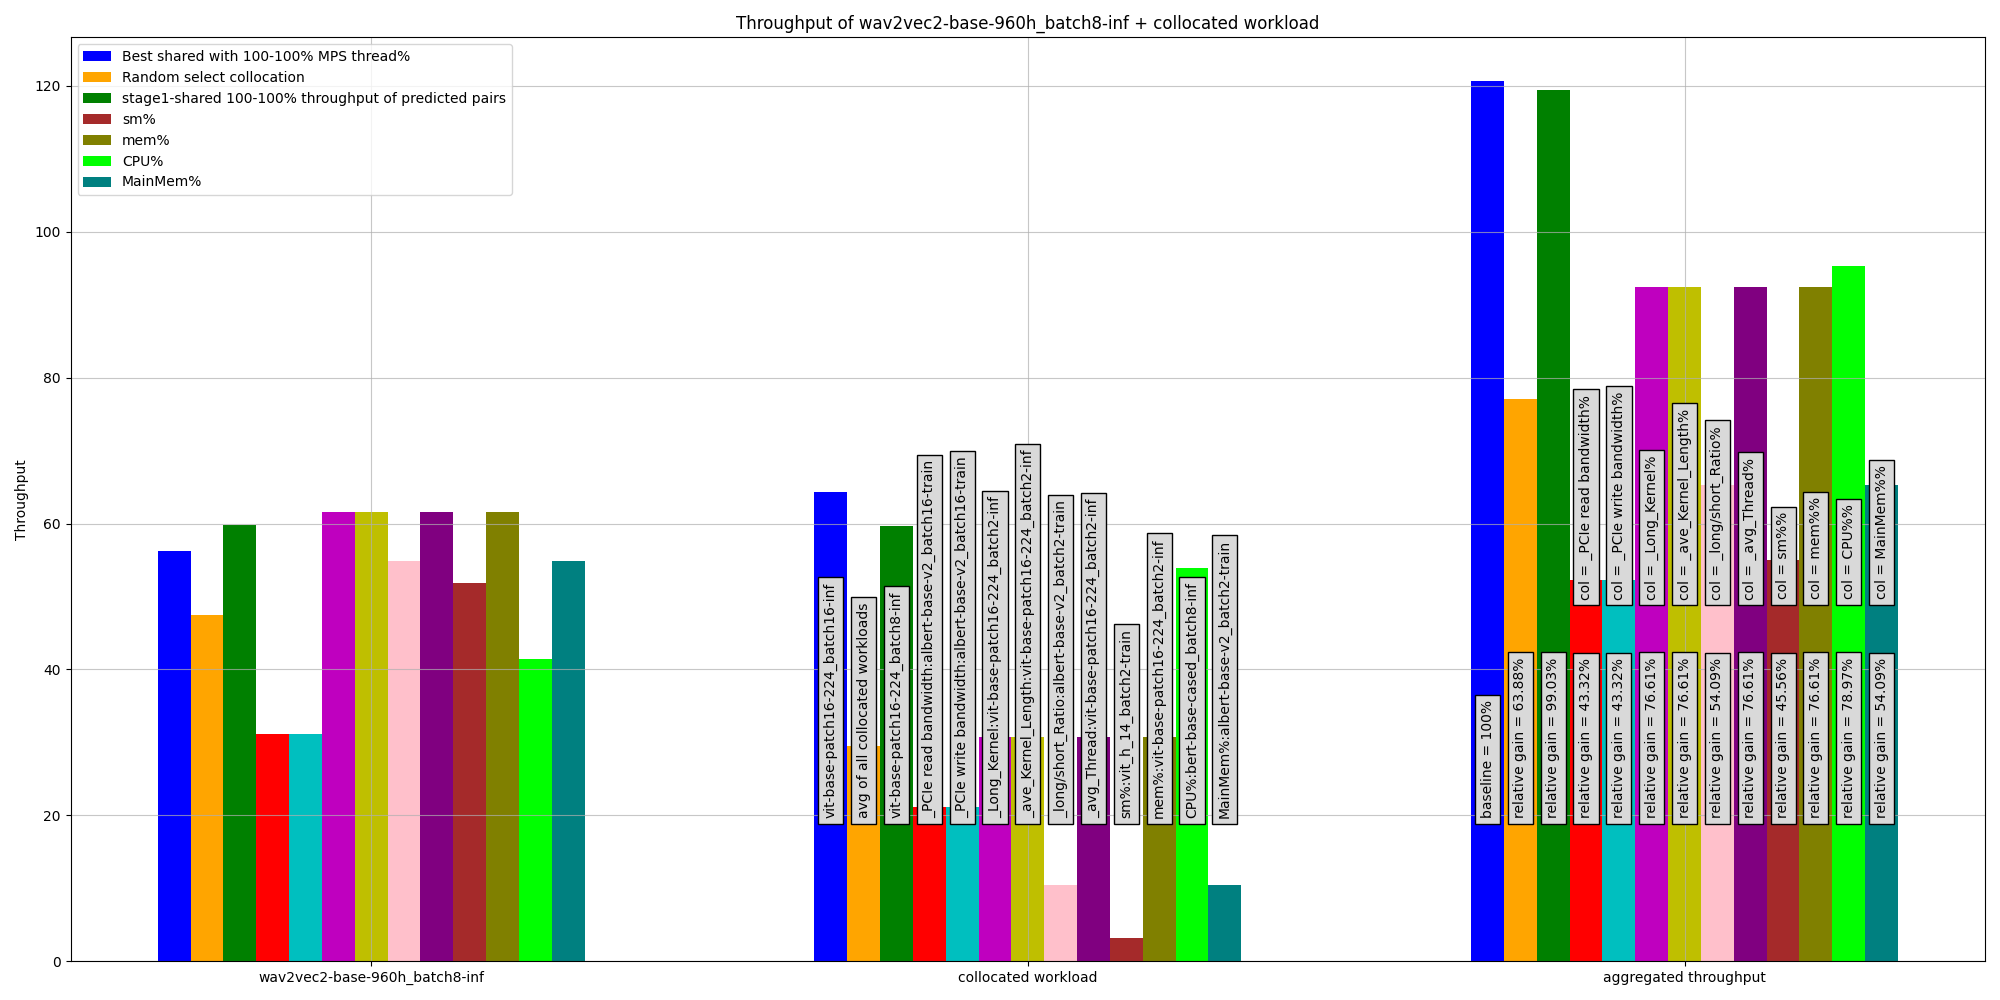 Throughput of wav2vec2-base-960h_batch8-inf + collocated workload
Best shared with 100-100% MPS thread%
Random select collocation
stage1-shared 100-100% throughput of predicted pairs
sm%
mem%
CPU%
MainMem%
Throughput
120
100
80
60
40
20
0
vit-base-patch16-224_batch16-inf
avg of all collocated workloads
vit-base-patch16-224_batch8-inf
_PCIe read bandwidth:albert-base-v2_batch16-train
_PCIe write bandwidth:albert-base-v2_batch16-train
_Long_Kernel:vit-base-patch16-224_batch2-inf
_ave_Kernel_Length:vit-base-patch16-224_batch2-inf
_long/short_Ratio:albert-base-v2_batch2-train
_avg_Thread:vit-base-patch16-224_batch2-inf
sm%:vit_h_14_batch2-train
mem%:vit-base-patch16-224_batch2-inf
CPU%:bert-base-cased_batch8-inf
MainMem%:albert-base-v2_batch2-train
col = _PCIe read bandwidth%
col = _PCIe write bandwidth%
col = _Long_Kernel%
col = _ave_Kernel_Length%
col = _long/short_Ratio%
col = _avg_Thread%
col = sm%%
col = mem%%
col = CPU%%
col = MainMem%%
baseline = 100%
relative gain = 63.88%
relative gain = 99.03%
relative gain = 43.32%
relative gain = 43.32%
relative gain = 76.61%
relative gain = 76.61%
relative gain = 54.09%
relative gain = 76.61%
relative gain = 45.56%
relative gain = 76.61%
relative gain = 78.97%
relative gain = 54.09%
wav2vec2-base-960h_batch8-inf
collocated workload
aggregated throughput